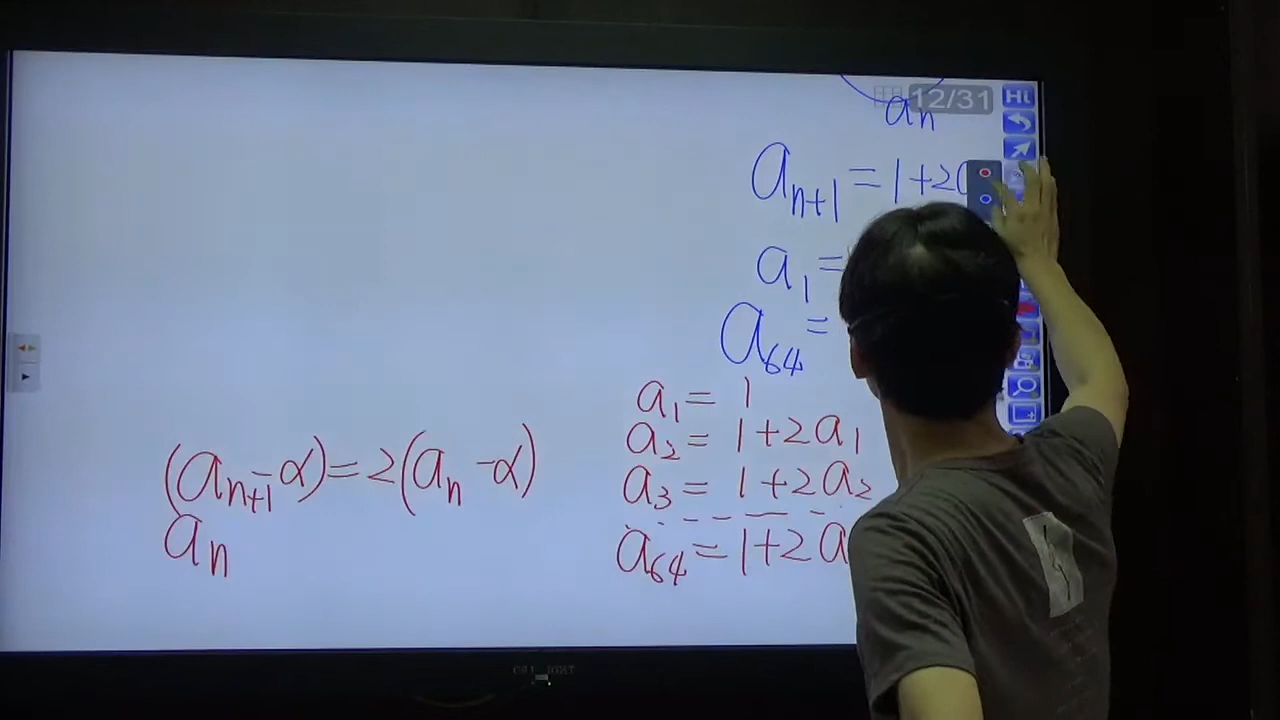 12/31
Hi
aₙ
aₙ₊₁ = 1+2
a₁ =
a₆₄ =
a₁ = 1
a₂ = 1+2a₁
a₃ = 1+2a₂
a₆₄ = 1+2a
(aₙ₊₁-α)=2(aₙ-α)
aₙ